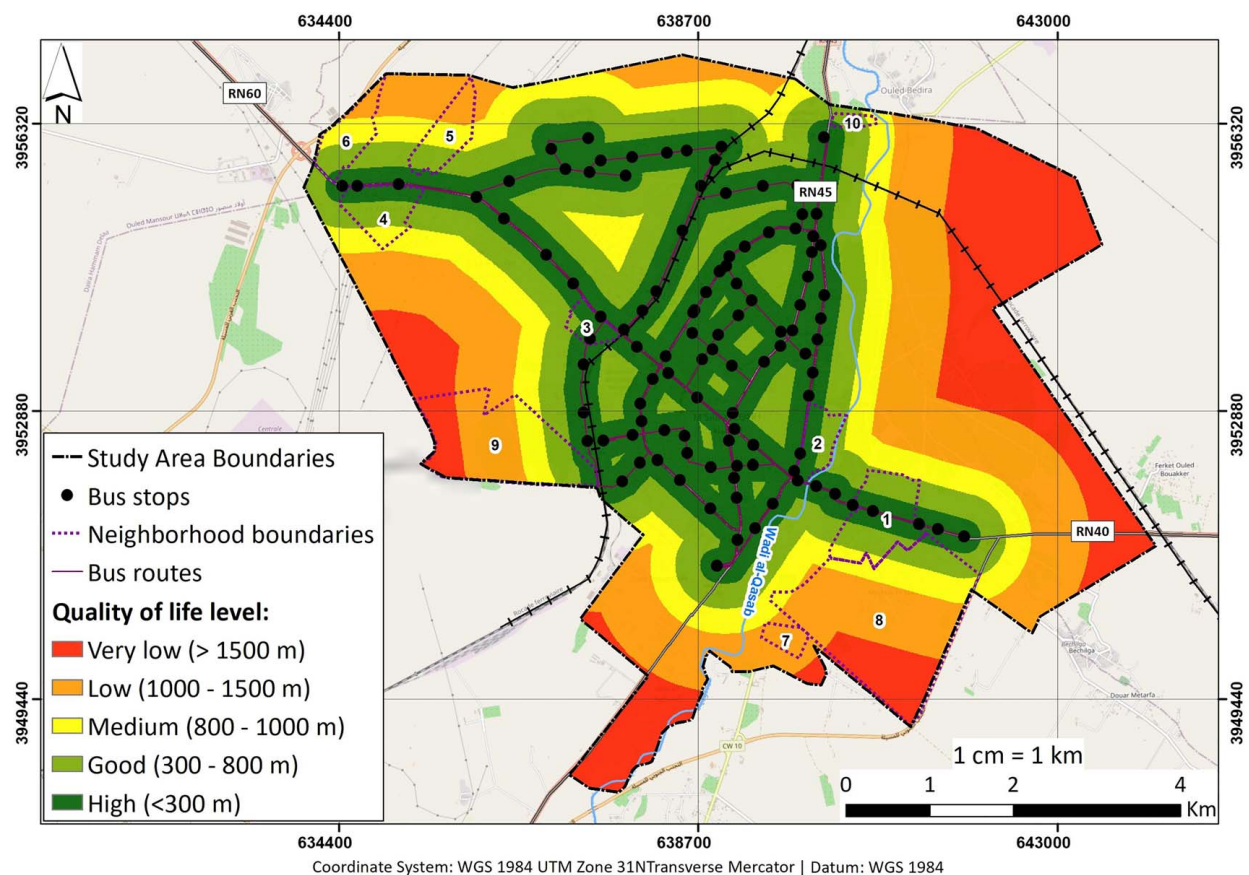 634400
638700
643000
3956320
3952880
3949440
3956320
3952880
3949440
N
RN60
Ouled-Bedira
10
6
5
RN45
4
Ouled Mansour
3
2
9
Centrale
1
Ferket Ouled
Bouakker
RN40
Wadi al-Qasab
8
7
Bechilga
Bechilga
Douar Metarfa
CW 10
Study Area Boundaries
Bus stops
Neighborhood boundaries
Bus routes
Quality of life level:
Very low (> 1500 m)
Low (1000 - 1500 m)
Medium (800 - 1000 m)
Good (300 - 800 m)
High (<300 m)
1 cm = 1 km
0 1 2 4
Km
634400
638700
643000
Coordinate System: WGS 1984 UTM Zone 31NTransverse Mercator | Datum: WGS 1984